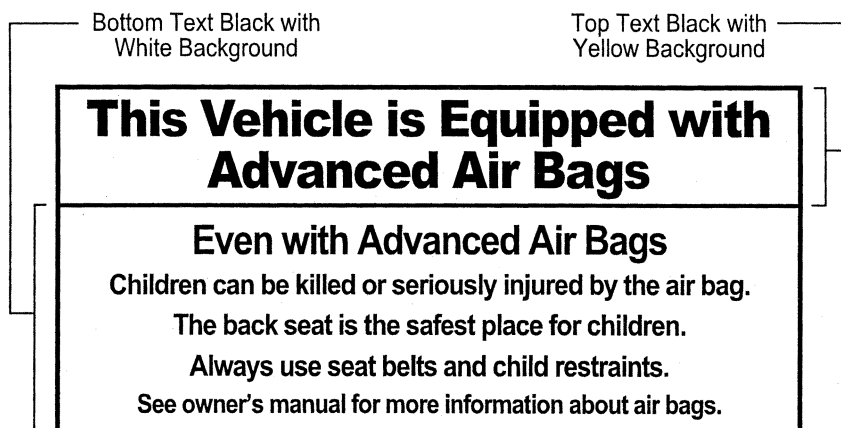 Bottom Text Black with
White Background
Top Text Black with
Yellow Background
This Vehicle is Equipped with
Advanced Air Bags
Even with Advanced Air Bags
Children can be killed or seriously injured by the air bag.
The back seat is the safest place for children.
Always use seat belts and child restraints.
See owner's manual for more information about air bags.